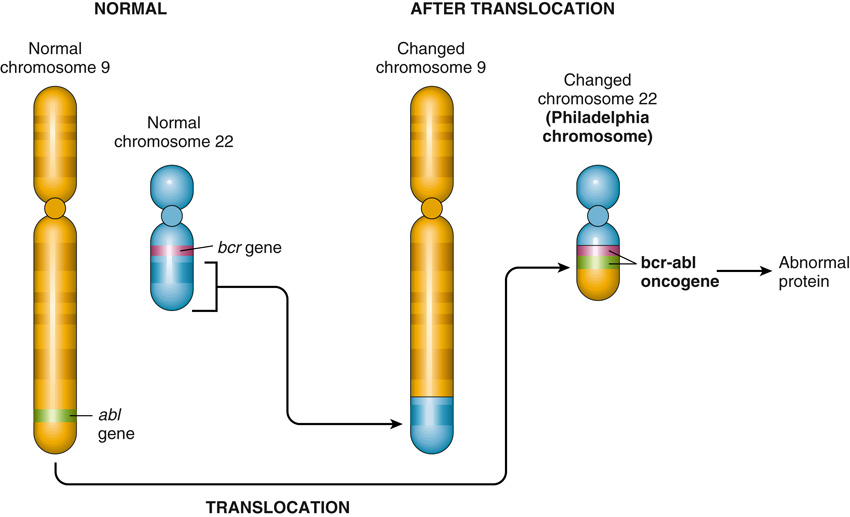 NORMAL
AFTER TRANSLOCATION
Normal
chromosome 9
Normal
chromosome 22
bcr gene
abl
gene
Changed
chromosome 9
Changed
chromosome 22
(Philadelphia
chromosome)
bcr-abl
oncogene
Abnormal
protein
TRANSLOCATION